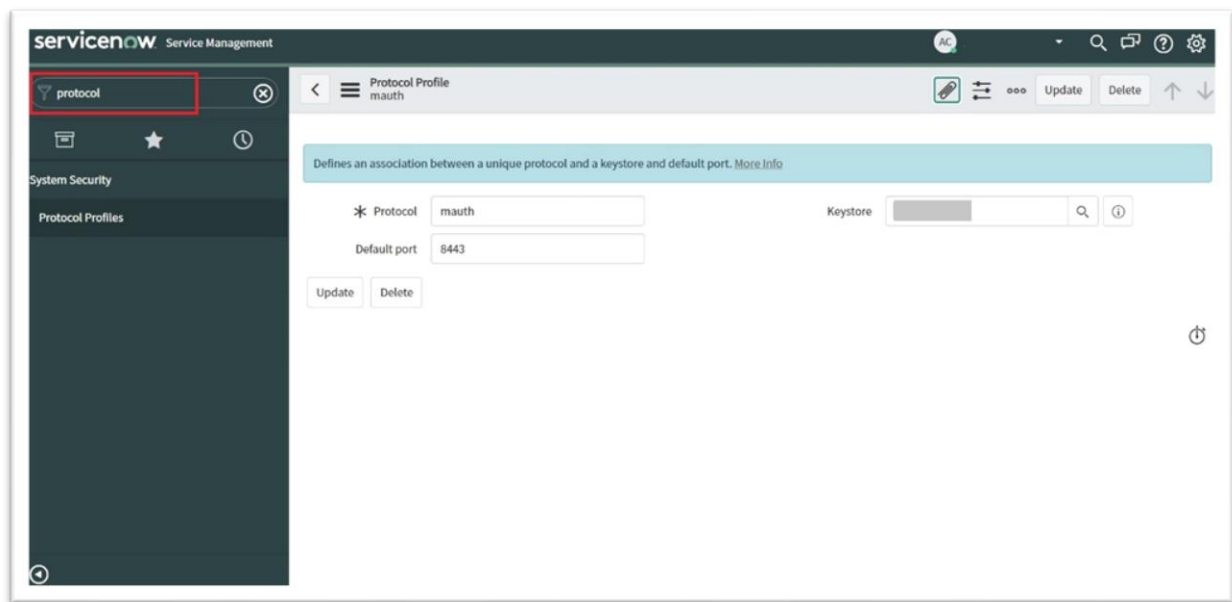 servicenow Service Management
AC
protocol
Protocol Profile
mauth
Update
Delete
System Security
Protocol Profiles
Defines an association between a unique protocol and a keystore and default port. More Info
Protocol mauth
Keystore
Default port 8443
Update
Delete